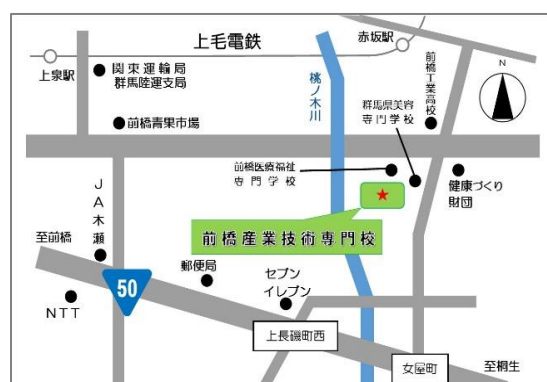 上毛電鉄
赤坂駅
上泉駅
関東運輸局
群馬陸運支局
前橋青果市場
桃ノ木川
前橋工業高校
N
群馬県美容
専門学校
前橋医療福祉
専門学校
健康づくり
財団
JA木瀬
前橋産業技術専門校
至前橋
50
郵便局
セブン
イレブン
NTT
上長磯町西
女屋町
至桐生